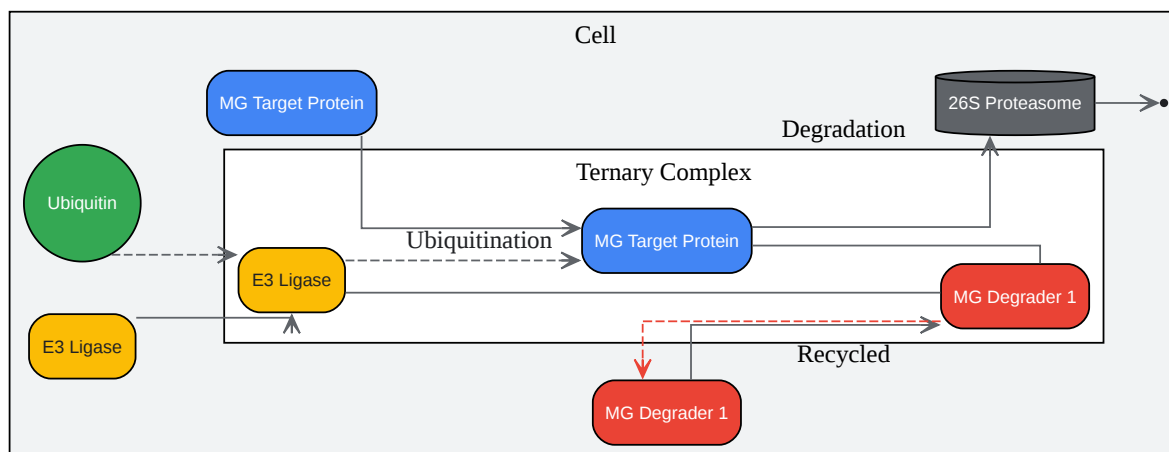 Cell
MG Target Protein
26S Proteasome
Degradation
Ternary Complex
Ubiquitin
Ubiquitination
MG Target Protein
E3 Ligase
MG Degrader 1
E3 Ligase
Recycled
MG Degrader 1